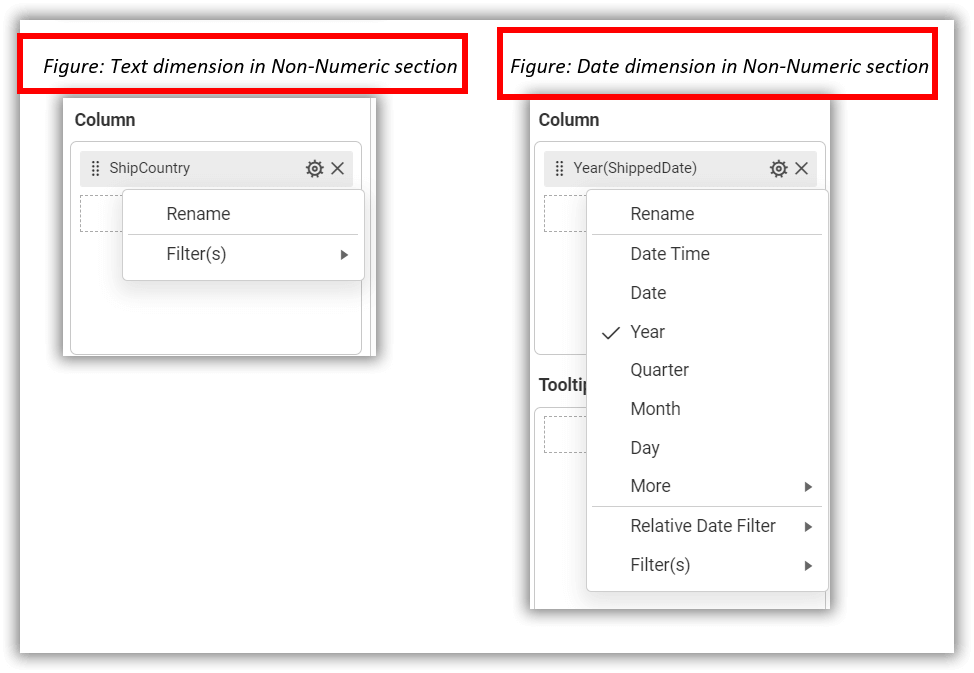 Figure: Text dimension in Non-Numeric section
Column
ShipCountry
Rename
Filter(s)
Figure: Date dimension in Non-Numeric section
Column
Year(ShippedDate)
Rename
Date Time
Date
Year
Quarter
Month
Day
More
Relative Date Filter
Filter(s)